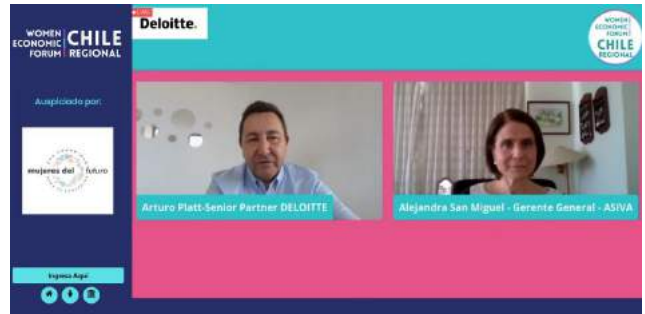 WOMEN
ECONOMIC
FORUM
CHILE
REGIONAL
LIVE
Deloitte.
WOMEN
ECONOMIC
FORUM
CHILE
REGIONAL
Auspiciado por:
mujeres del futuro
Arturo Platt-Senior Partner DELOITTE
Alejandra San Miguel - Gerente General - ASIVA
Ingresa Aquí